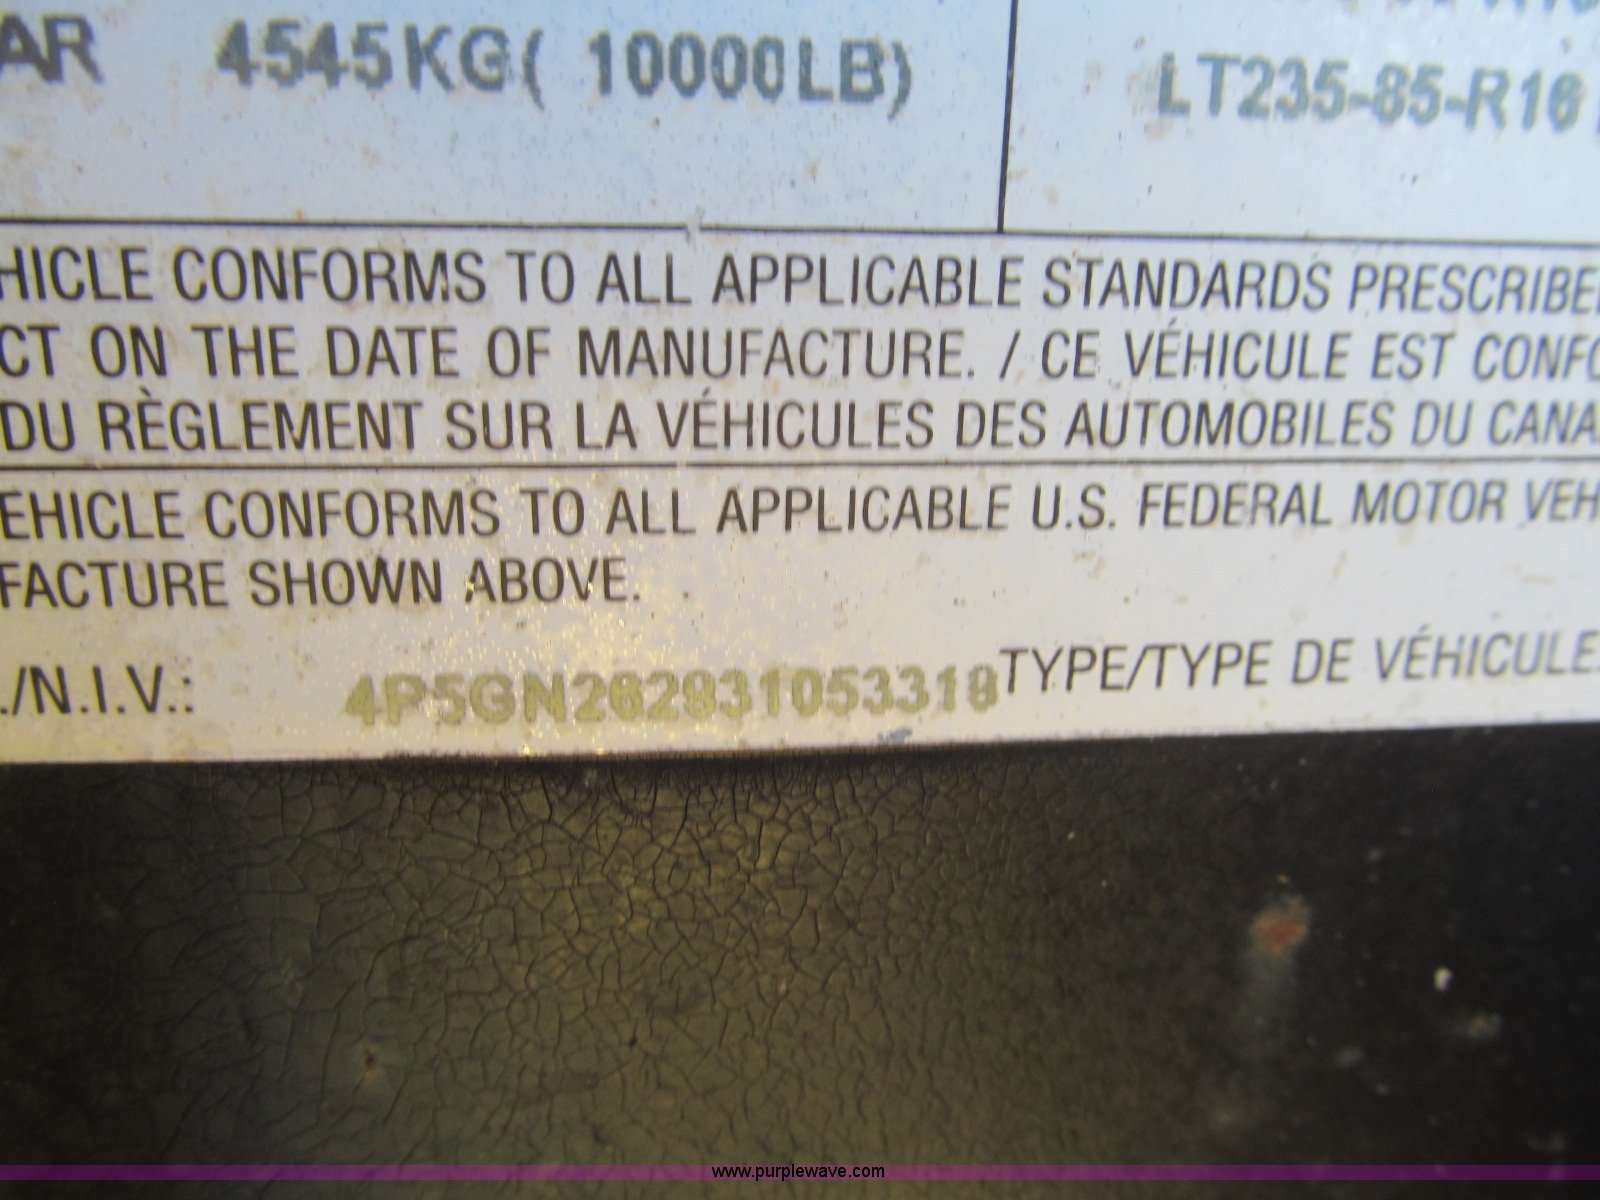 AR 4545KG( 10000LB) LT235-85-R16
HICLE CONFORMS TO ALL APPLICABLE STANDARDS PRESCRIBE
CT ON THE DATE OF MANUFACTURE. / CE VÉHICULE EST CONFO
DU RÈGLEMENT SUR LA VÉHICULES DES AUTOMOBILES DU CANA
EHICLE CONFORMS TO ALL APPLICABLE U.S. FEDERAL MOTOR VEH
FACTURE SHOWN ABOVE.
./N.I.V.: 4P5GN262931053319 TYPE/TYPE DE VÉHICULE
www.purplewave.com